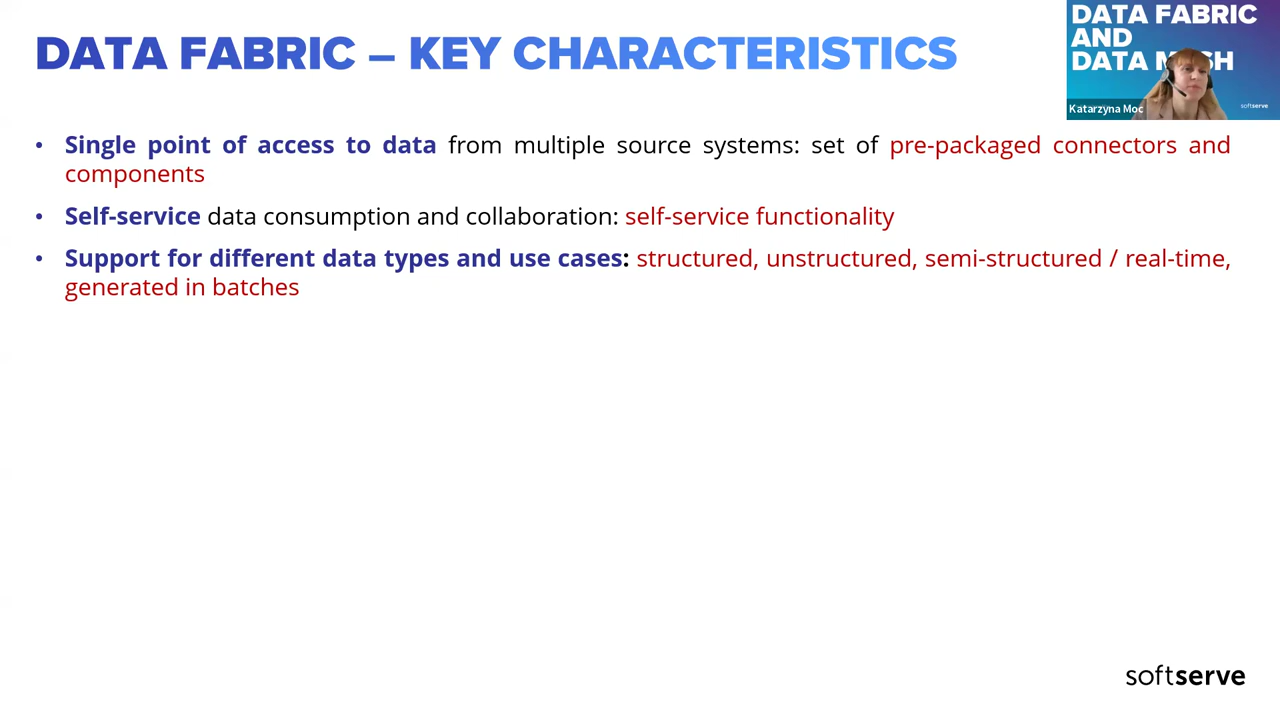 DATA FABRIC – KEY CHARACTERISTICS
DATA FABRIC
AND
DATA M SH
softserve
Katarzyna Moc
• Single point of access to data from multiple source systems: set of pre-packaged connectors and
components
• Self-service data consumption and collaboration: self-service functionality
• Support for different data types and use cases: structured, unstructured, semi-structured / real-time,
generated in batches
softserve